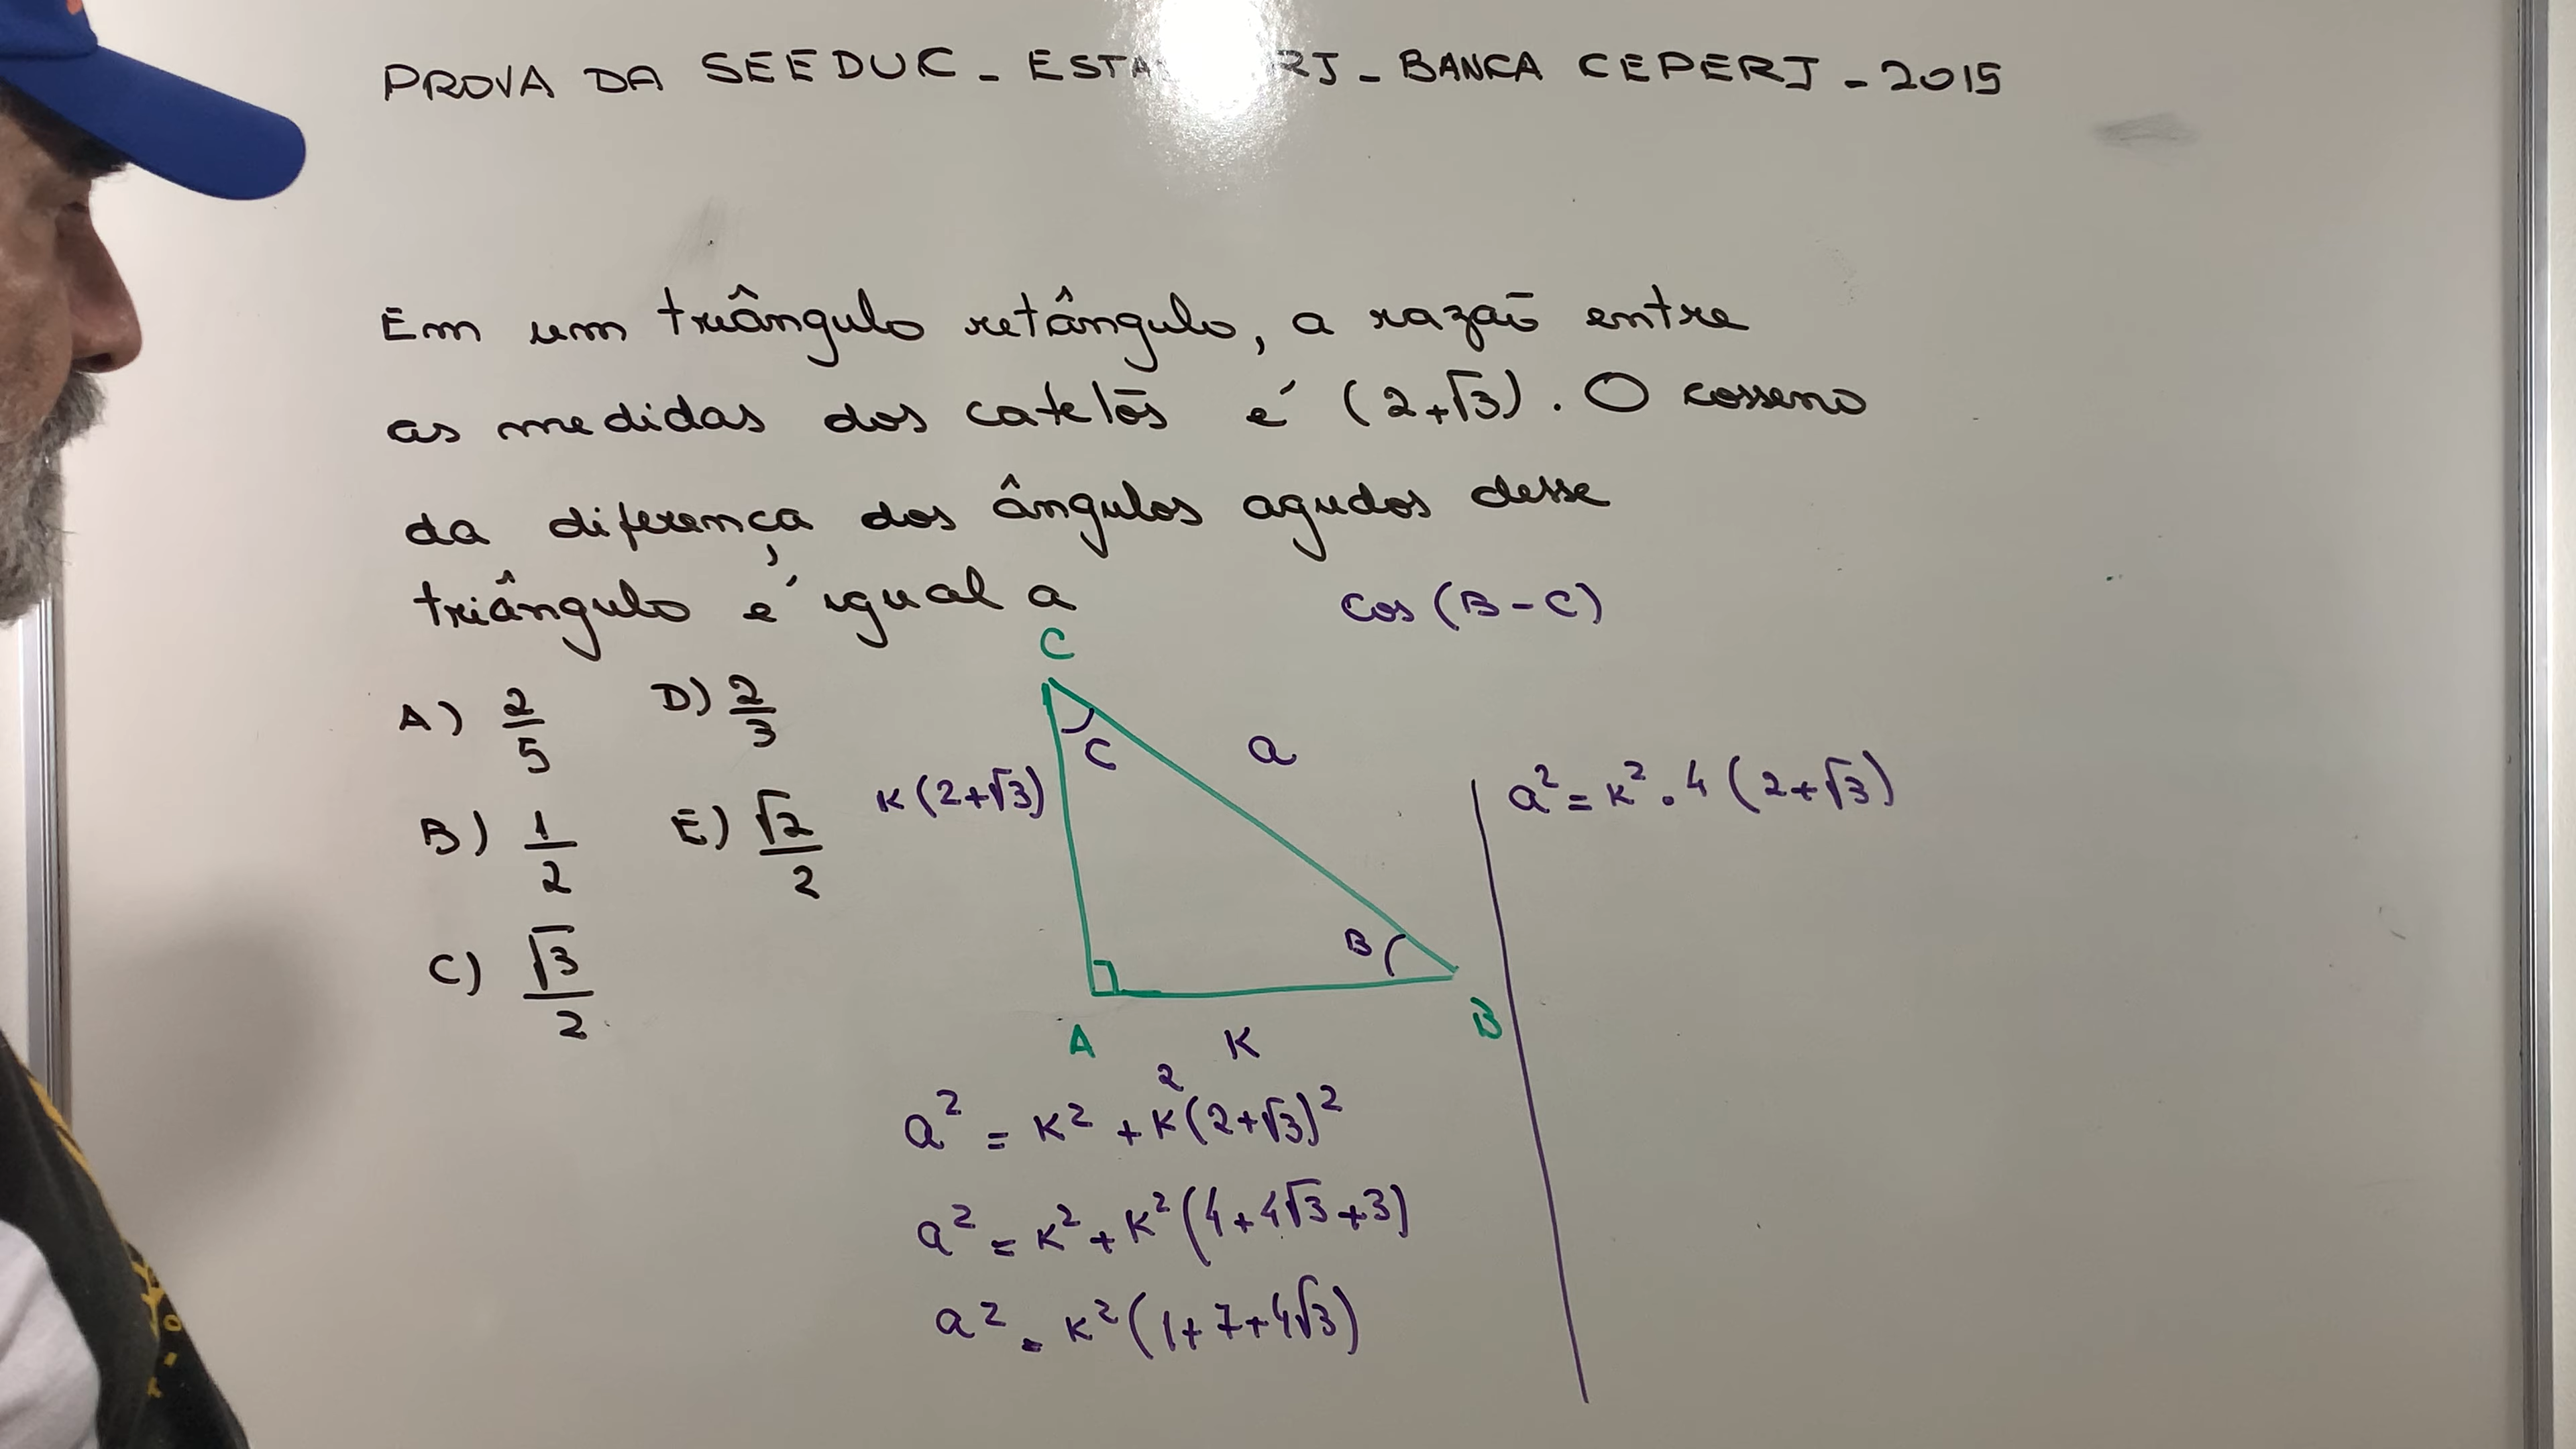 PROVA DA SEEDUC - ESTA RJ - BANCA CEPERJ - 2015
Em um triângulo retângulo, a razão entre
as medidas dos catetos é (2+√3). O cosseno
da diferença dos ângulos agudos desse
triângulo é igual a
cos (B-C)
A) 2/5
D) 2/3
B) 1/2
E) √2/2
C) √3/2
C
C
a
K(2+√3)
B
A
K
B
a² = K² + K²(2+√3)²
a² = K² + K²(4+4√3+3)
a² = K²(1+7+4√3)
a² = K² . 4 (2+√3)